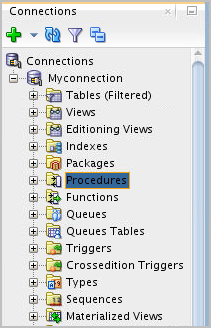 Connections
Connections
Myconnection
Tables (Filtered)
Views
Editioning Views
Indexes
Packages
Procedures
Functions
Queues
Queues Tables
Triggers
Crossedition Triggers
Types
Sequences
Materialized Views